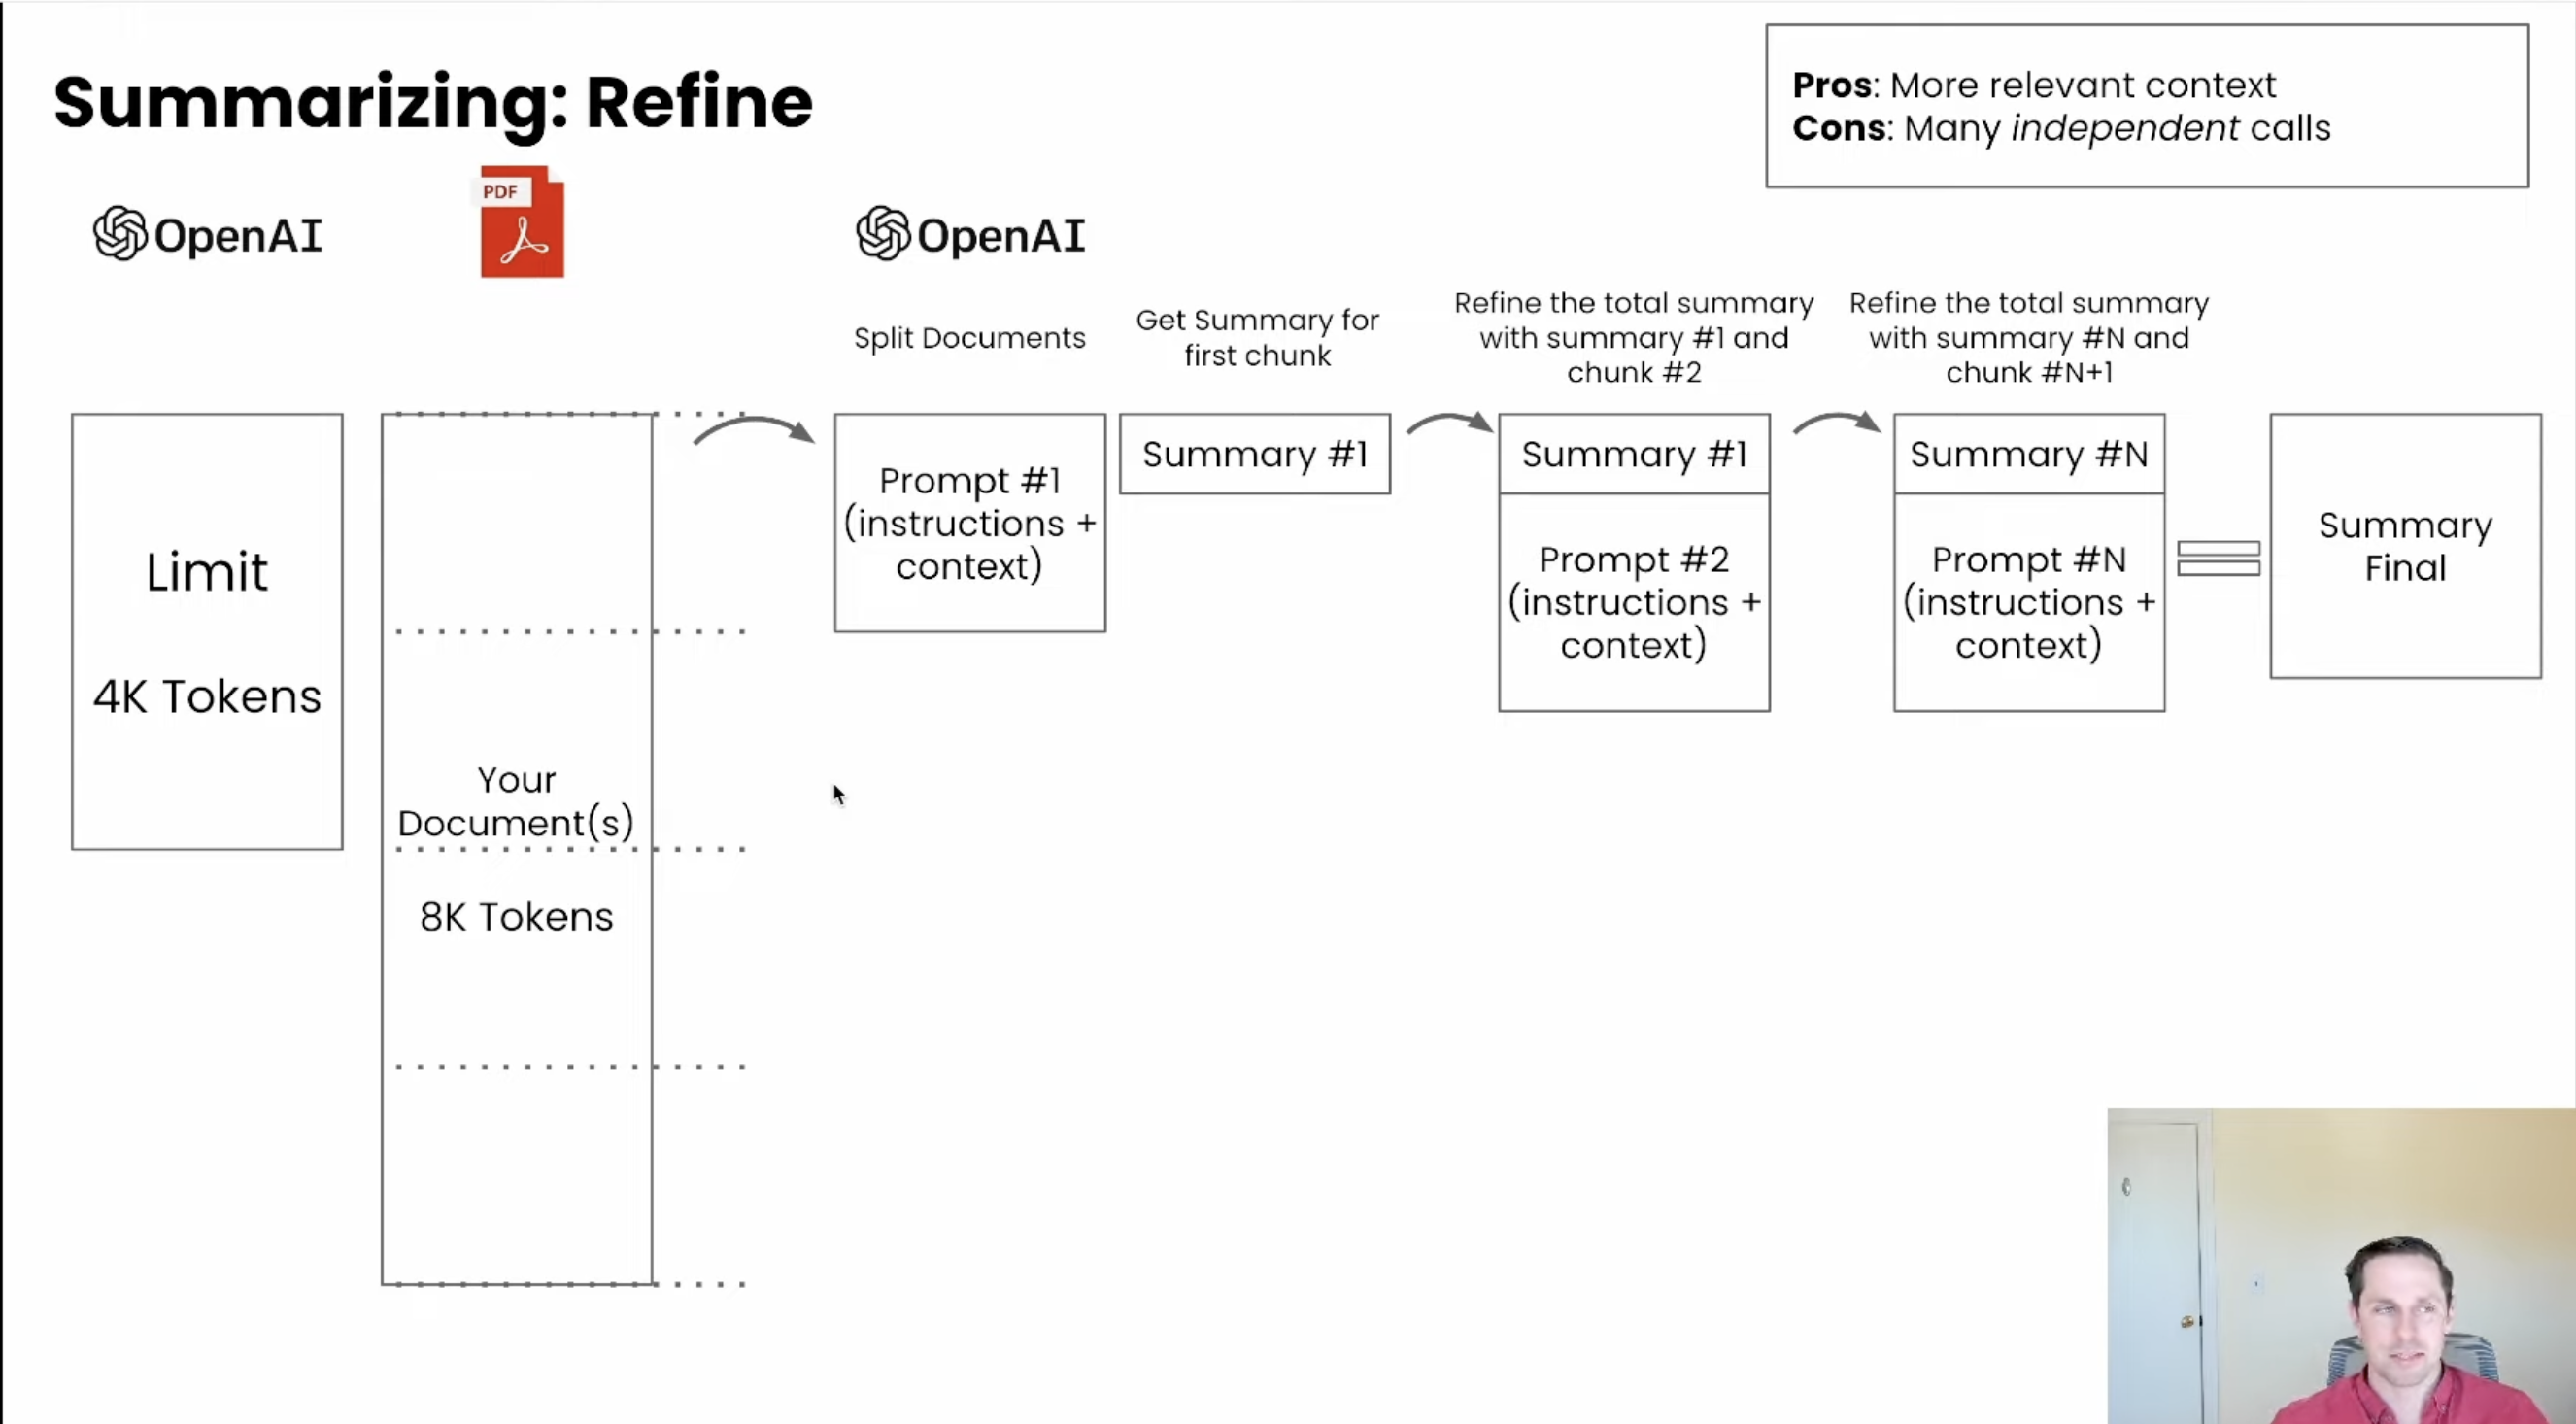 Summarizing: Refine
Pros: More relevant context
Cons: Many independent calls
OpenAI
PDF
OpenAI
Split Documents
Get Summary for
first chunk
Refine the total summary
with summary #1 and
chunk #2
Refine the total summary
with summary #N and
chunk #N+1
Limit
4K Tokens
Your
Document(s)
8K Tokens
Prompt #1
(instructions +
context)
Summary #1
Summary #1
Prompt #2
(instructions +
context)
Summary #N
Prompt #N
(instructions +
context)
Summary
Final